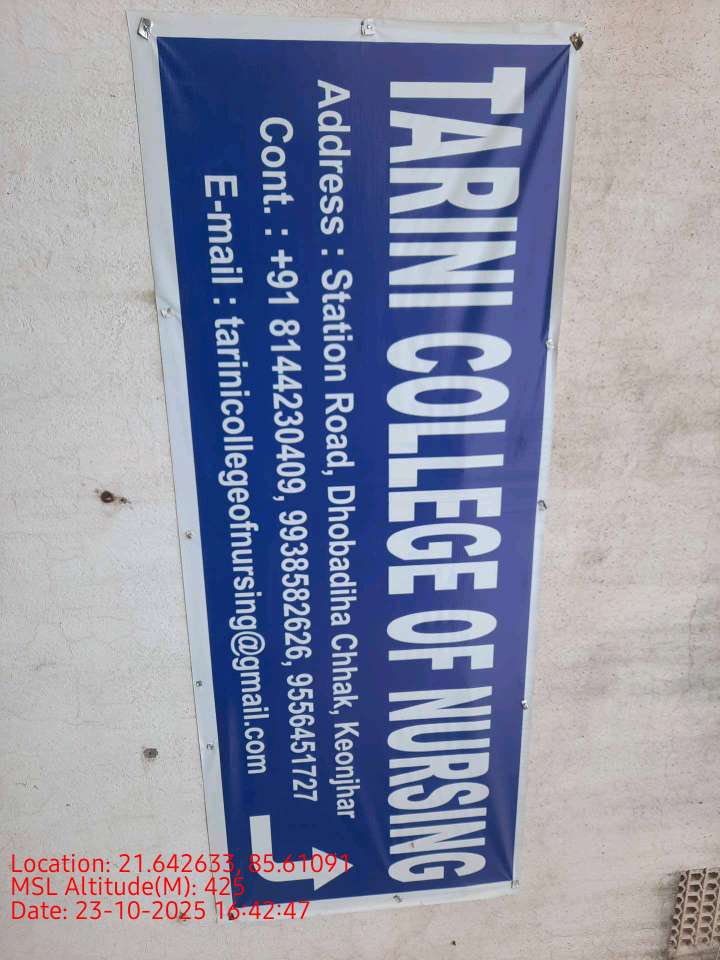 TARINI COLLEGE OF NURSING
Address : Station Road, Dhobadiha Chhak, Keonjhar
Cont. : +91 8144230409, 9938582626, 9556451727
E-mail : tarinicollegeofnursing@gmail.com
Location: 21.642633, 85.61091
MSL Altitude(M): 425
Date: 23-10-2025 16:42:47